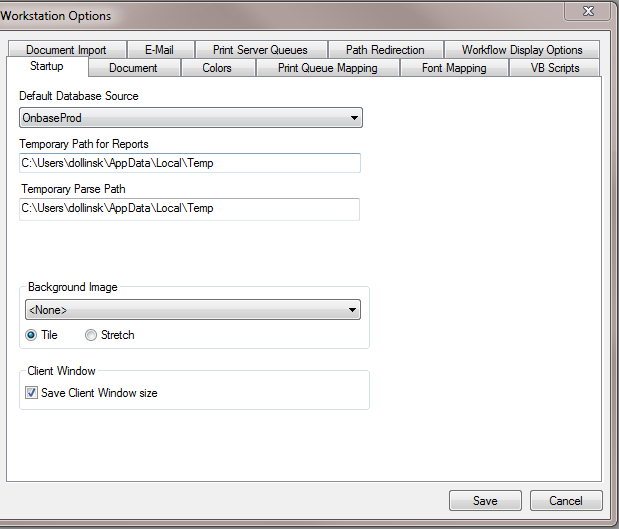 Workstation Options
Document Import E-Mail Print Server Queues Path Redirection Workflow Display Options
Startup Document Colors Print Queue Mapping Font Mapping VB Scripts
Default Database Source
OnbaseProd
Temporary Path for Reports
C:\Users\dollinsk\AppData\Local\Temp
Temporary Parse Path
C:\Users\dollinsk\AppData\Local\Temp
Background Image
<None>
Tile Stretch
Client Window
Save Client Window size
Save Cancel